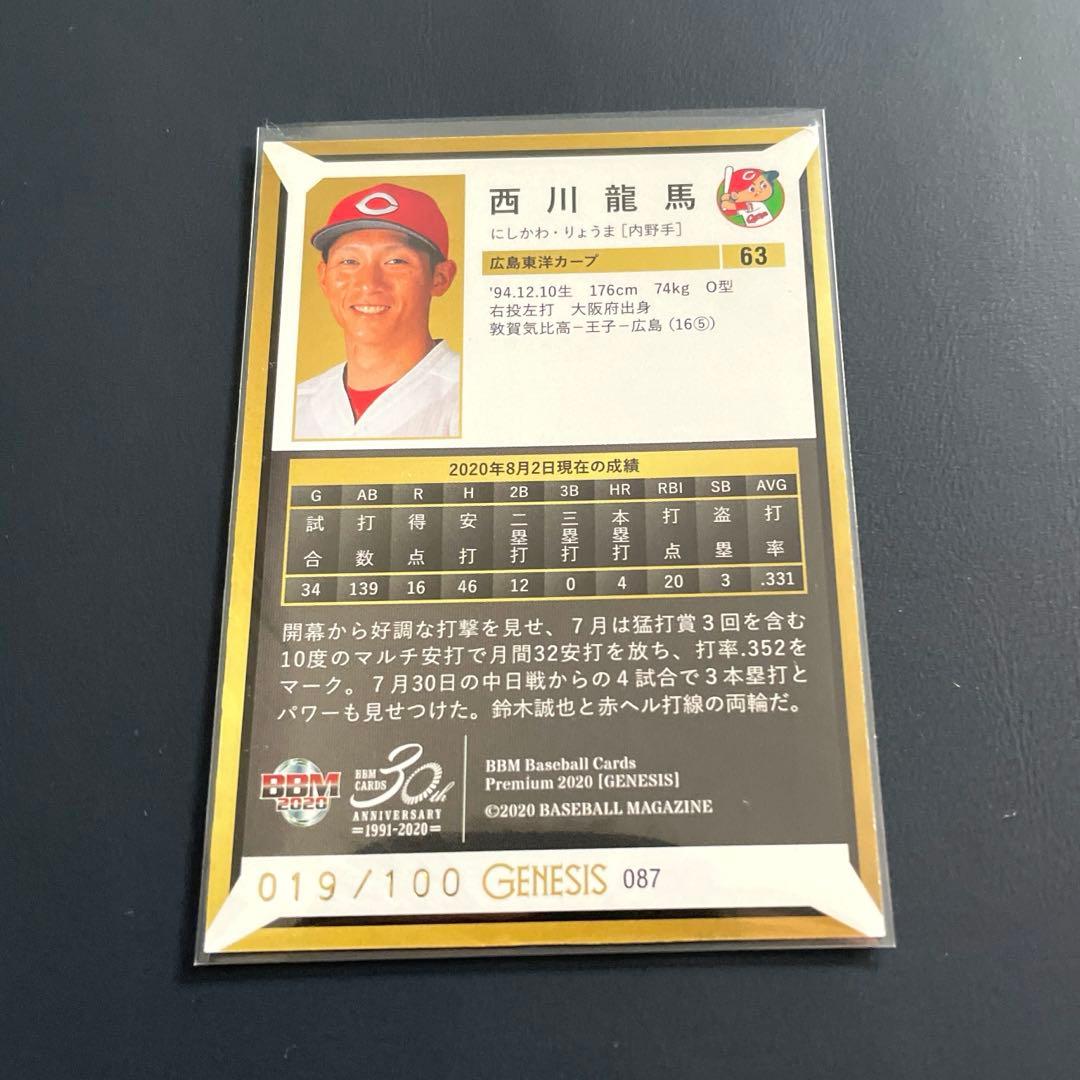 西川龍馬
にしかわ・りょうま［内野手］
広島東洋カープ 63
'94.12.10生 176cm 74kg O型
右投左打 大阪府出身
敦賀気比高−王子−広島（16⑤）
2020年8月2日現在の成績
G AB R H 2B 3B HR RBI SB AVG
試合 打数 得点 安打 二塁打 三塁打 本塁打 打点 盗塁 打率
34 139 16 46 12 0 4 20 3 .331
開幕から好調な打撃を見せ、７月は猛打賞３回を含む
10度のマルチ安打で月間32安打を放ち、打率.352を
マーク。７月30日の中日戦からの４試合で３本塁打と
パワーも見せつけた。鈴木誠也と赤ヘル打線の両輪だ。
BBM
2020
BBM
CARDS 30th
ANNIVERSARY
=1991-2020=
BBM Baseball Cards
Premium 2020 [GENESIS]
©2020 BASEBALL MAGAZINE
019/100 GENESIS 087